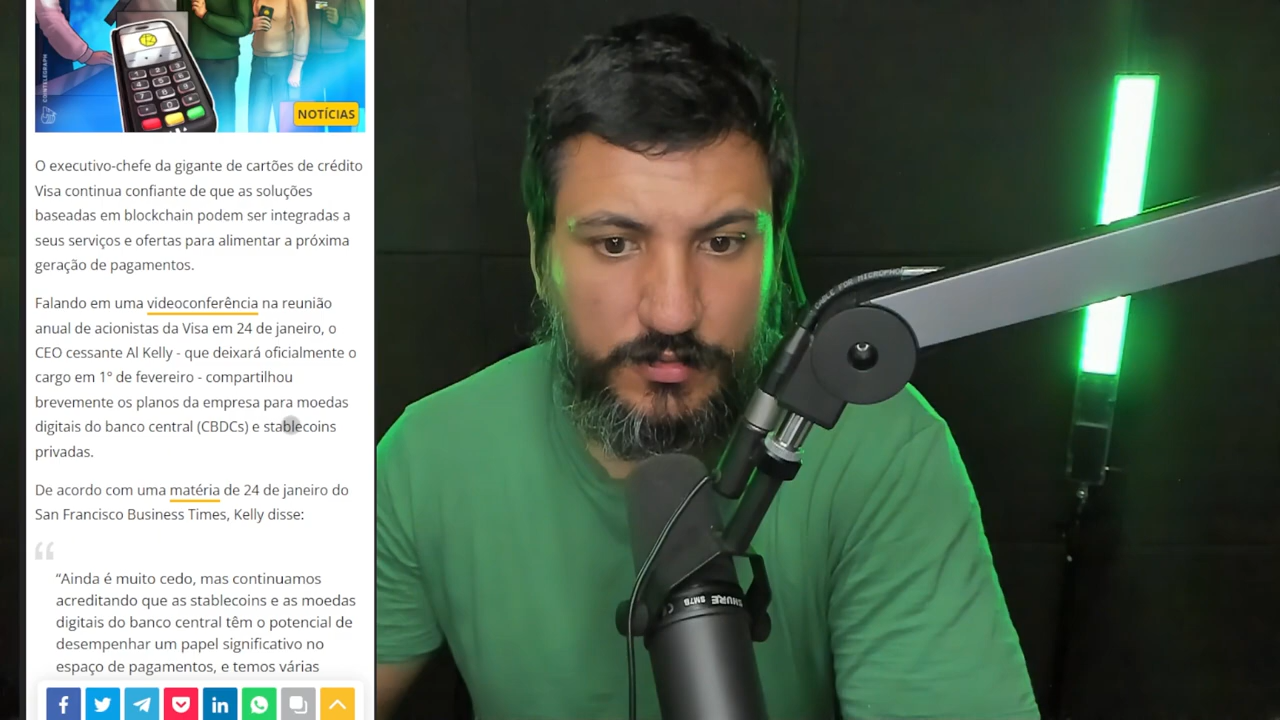 COINTELEGRAPH
NOTÍCIAS
O executivo-chefe da gigante de cartões de crédito
Visa continua confiante de que as soluções
baseadas em blockchain podem ser integradas a
seus serviços e ofertas para alimentar a próxima
geração de pagamentos.
Falando em uma videoconferência na reunião
anual de acionistas da Visa em 24 de janeiro, o
CEO cessante Al Kelly - que deixará oficialmente o
cargo em 1º de fevereiro - compartilhou
brevemente os planos da empresa para moedas
digitais do banco central (CBDCs) e stablecoins
privadas.
De acordo com uma matéria de 24 de janeiro do
San Francisco Business Times, Kelly disse:
“Ainda é muito cedo, mas continuamos
acreditando que as stablecoins e as moedas
digitais do banco central têm o potencial de
desempenhar um papel significativo no
espaço de pagamentos, e temos várias
CABLE FOR MICROPHO
SHURE
SM7B